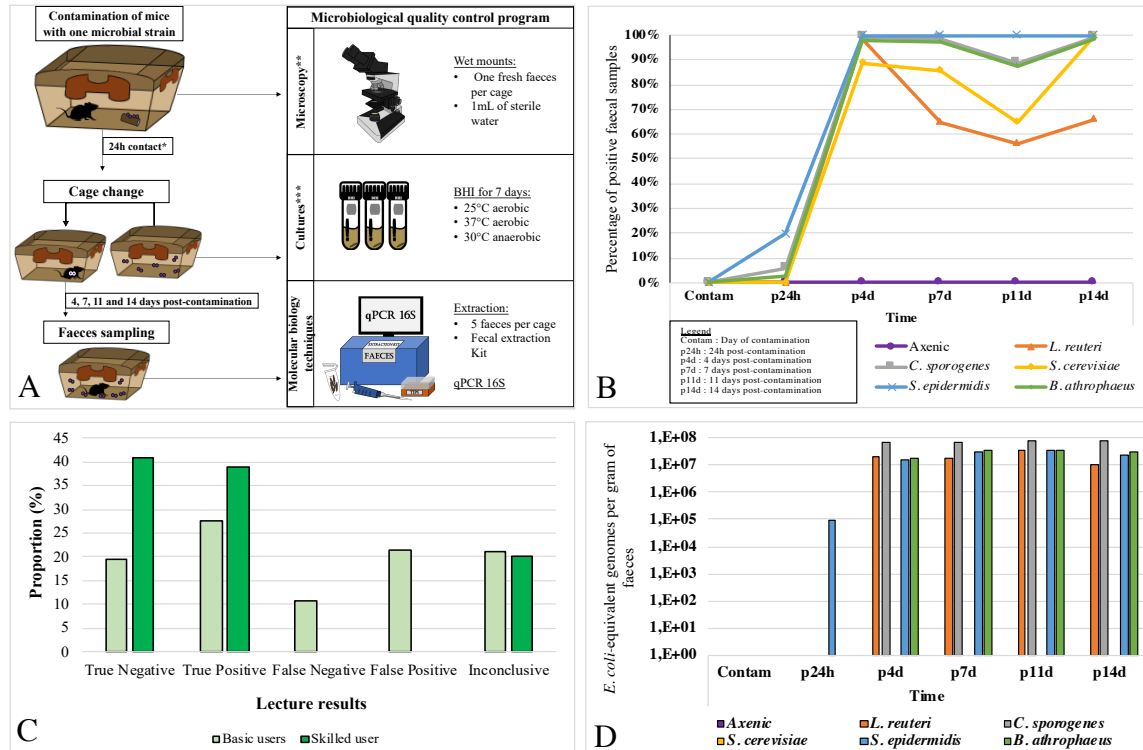 Contamination of mice
with one microbial strain
24h contact*
Cage change
4, 7, 11 and 14 days post-contamination
Faeces sampling
A
Microbiological quality control program
Microscopy**
Wet mounts:
• One fresh faeces
per cage
• 1mL of sterile
water
Cultures***
BHI for 7 days:
• 25°C aerobic
• 37°C aerobic
• 30°C anaerobic
Molecular biology
techniques
qPCR 16S
EXTRACTION KIT
FAECES
Extraction:
• 5 faeces per cage
• Fecal extraction
Kit
qPCR 16S
B
Percentage of positive faecal samples
100%
90%
80%
70%
60%
50%
40%
30%
20%
10%
0%
Contam p24h p4d p7d p11d p14d
Time
Legend
Contam : Day of contamination
p24h : 24h post-contamination
p4d : 4 days post-contamination
p7d : 7 days post-contamination
p11d : 11 days post-contamination
p14d : 14 days post-contamination
Axenic
L. reuteri
C. sporogenes
S. cerevisiae
S. epidermidis
B. athrophaeus
C
Proportion (%)
45
40
35
30
25
20
15
10
5
0
True Negative True Positive False Negative False Positive Inconclusive
Lecture results
Basic users Skilled user
D
E. coli-equivalent genomes per gram of
faeces
1,E+08
1,E+07
1,E+06
1,E+05
1,E+04
1,E+03
1,E+02
1,E+01
1,E+00
Contam p24h p4d p7d p11d p14d
Time
Axenic L. reuteri C. sporogenes
S. cerevisiae S. epidermidis B. athrophaeus